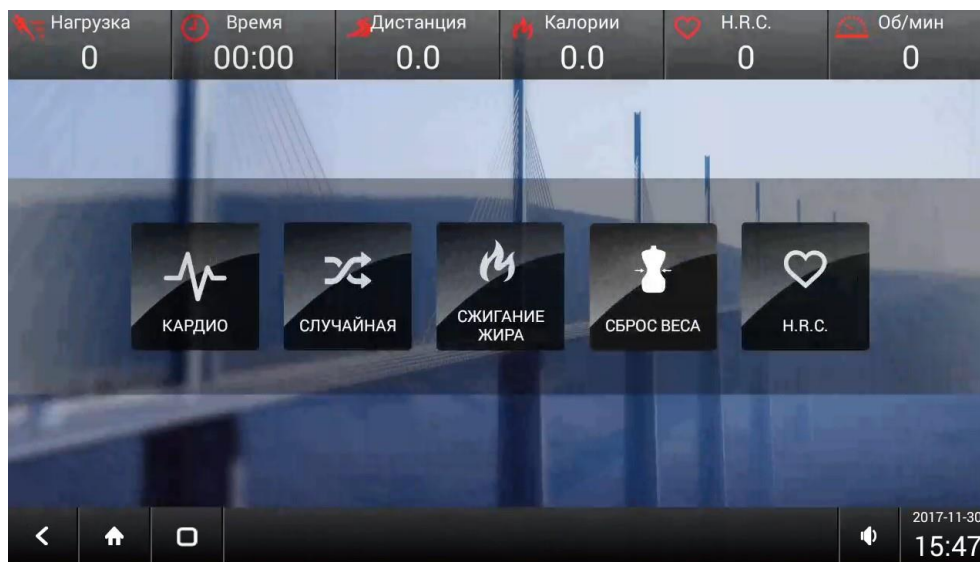 Нагрузка
0
Время
00:00
Дистанция
0.0
Калории
0.0
H.R.C.
0
Об/мин
0
КАРДИО
СЛУЧАЙНАЯ
СЖИГАНИЕ
ЖИРА
СБРОС ВЕСА
H.R.C.
2017-11-30
15:47